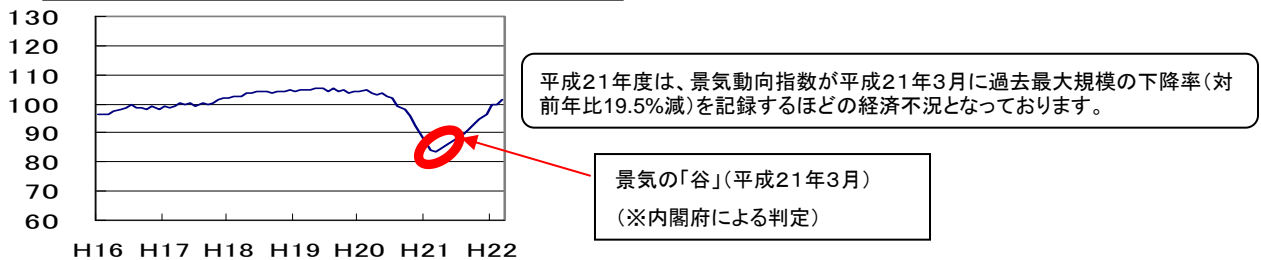 130
120
110
100
90
80
70
60
H16 H17 H18 H19 H20 H21 H22
平成21年度は、景気動向指数が平成21年3月に過去最大規模の下降率(対
前年比19.5%減)を記録するほどの経済不況となっております。
景気の「谷」(平成21年3月)
(※内閣府による判定)